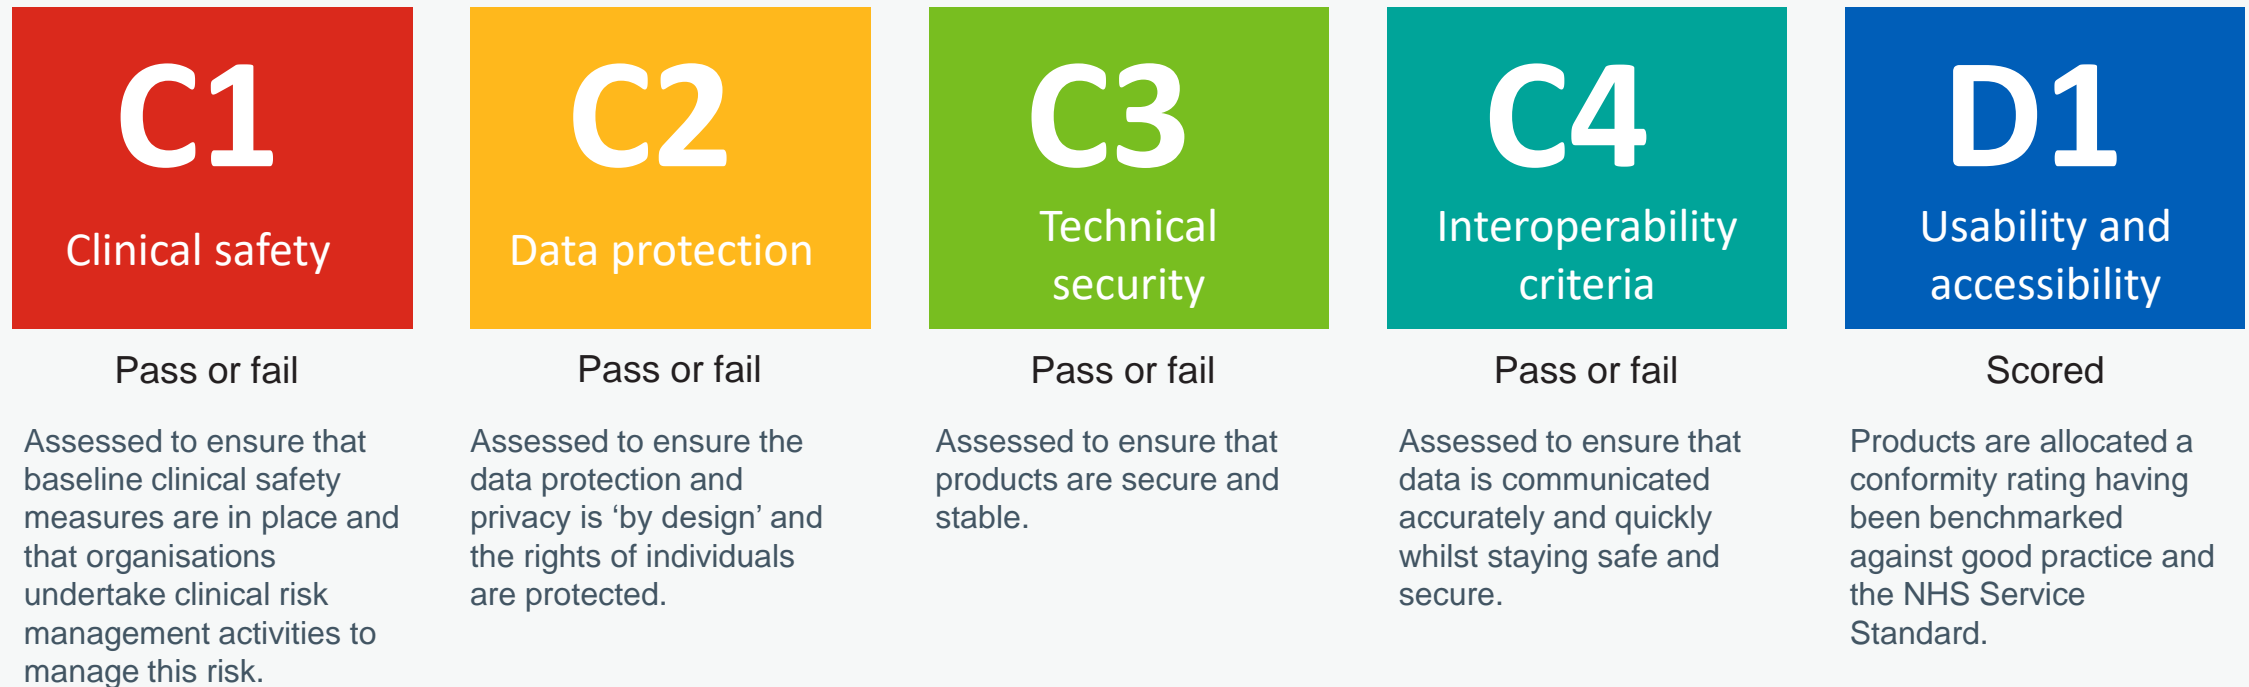 C1
Clinical safety
Pass or fail
Assessed to ensure that
baseline clinical safety
measures are in place and
that organisations
undertake clinical risk
management activities to
manage this risk.
C2
Data protection
Pass or fail
Assessed to ensure the
data protection and
privacy is ‘by design’ and
the rights of individuals
are protected.
C3
Technical
security
Pass or fail
Assessed to ensure that
products are secure and
stable.
C4
Interoperability
criteria
Pass or fail
Assessed to ensure that
data is communicated
accurately and quickly
whilst staying safe and
secure.
D1
Usability and
accessibility
Scored
Products are allocated a
conformity rating having
been benchmarked
against good practice and
the NHS Service
Standard.